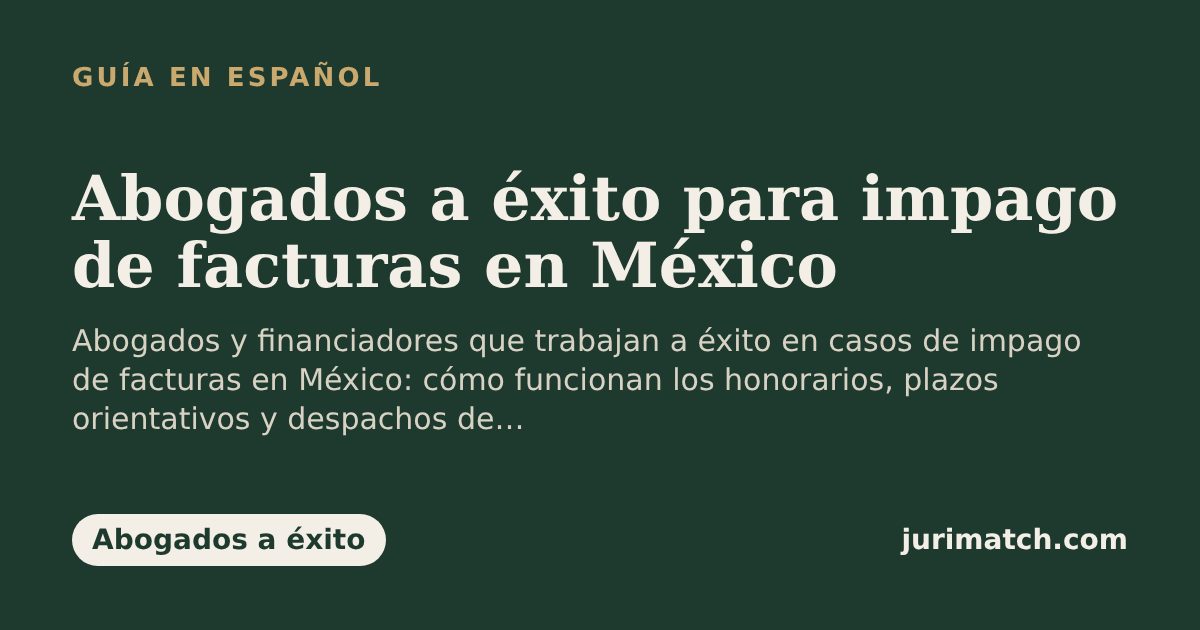 GUÍA EN ESPAÑOL
Abogados a éxito para impago
de facturas en México
Abogados y financiadores que trabajan a éxito en casos de impago
de facturas en México: cómo funcionan los honorarios, plazos
orientativos y despachos de…
Abogados a éxito
jurimatch.com